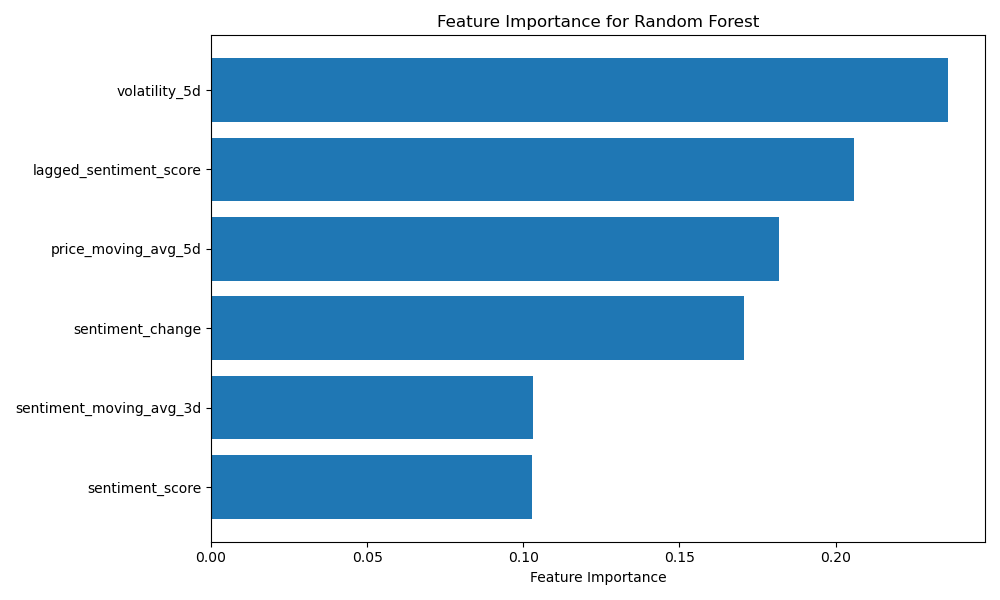 Feature Importance for Random Forest
volatility_5d
lagged_sentiment_score
price_moving_avg_5d
sentiment_change
sentiment_moving_avg_3d
sentiment_score
0.00 0.05 0.10 0.15 0.20
Feature Importance